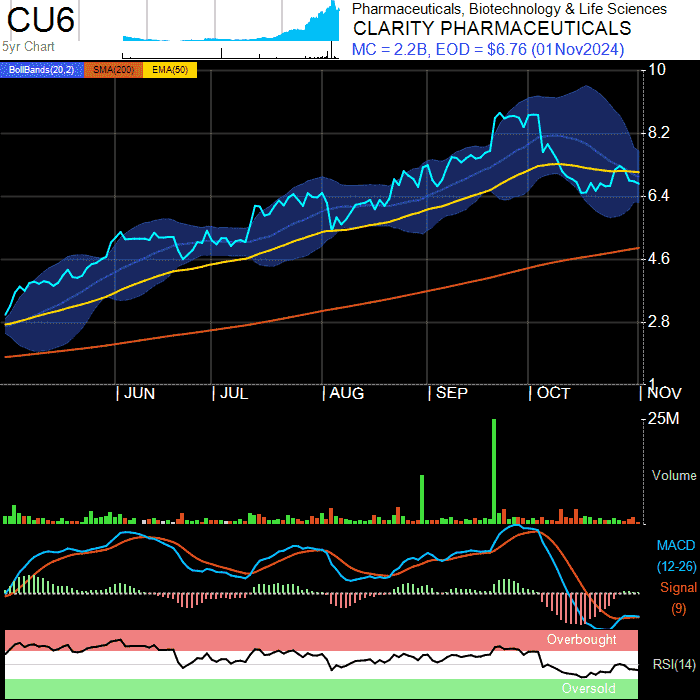 CU6
5yr Chart
Pharmaceuticals, Biotechnology & Life Sciences
CLARITY PHARMACEUTICALS
MC = 2.2B, EOD = $6.76 (01Nov2024)
BollBands(20,2) SMA(200) EMA(50)
10
8.2
6.4
4.6
2.8
1
JUN JUL AUG SEP OCT NOV
25M
Volume
MACD
(12-26)
Signal
(9)
Overbought
RSI(14)
Oversold